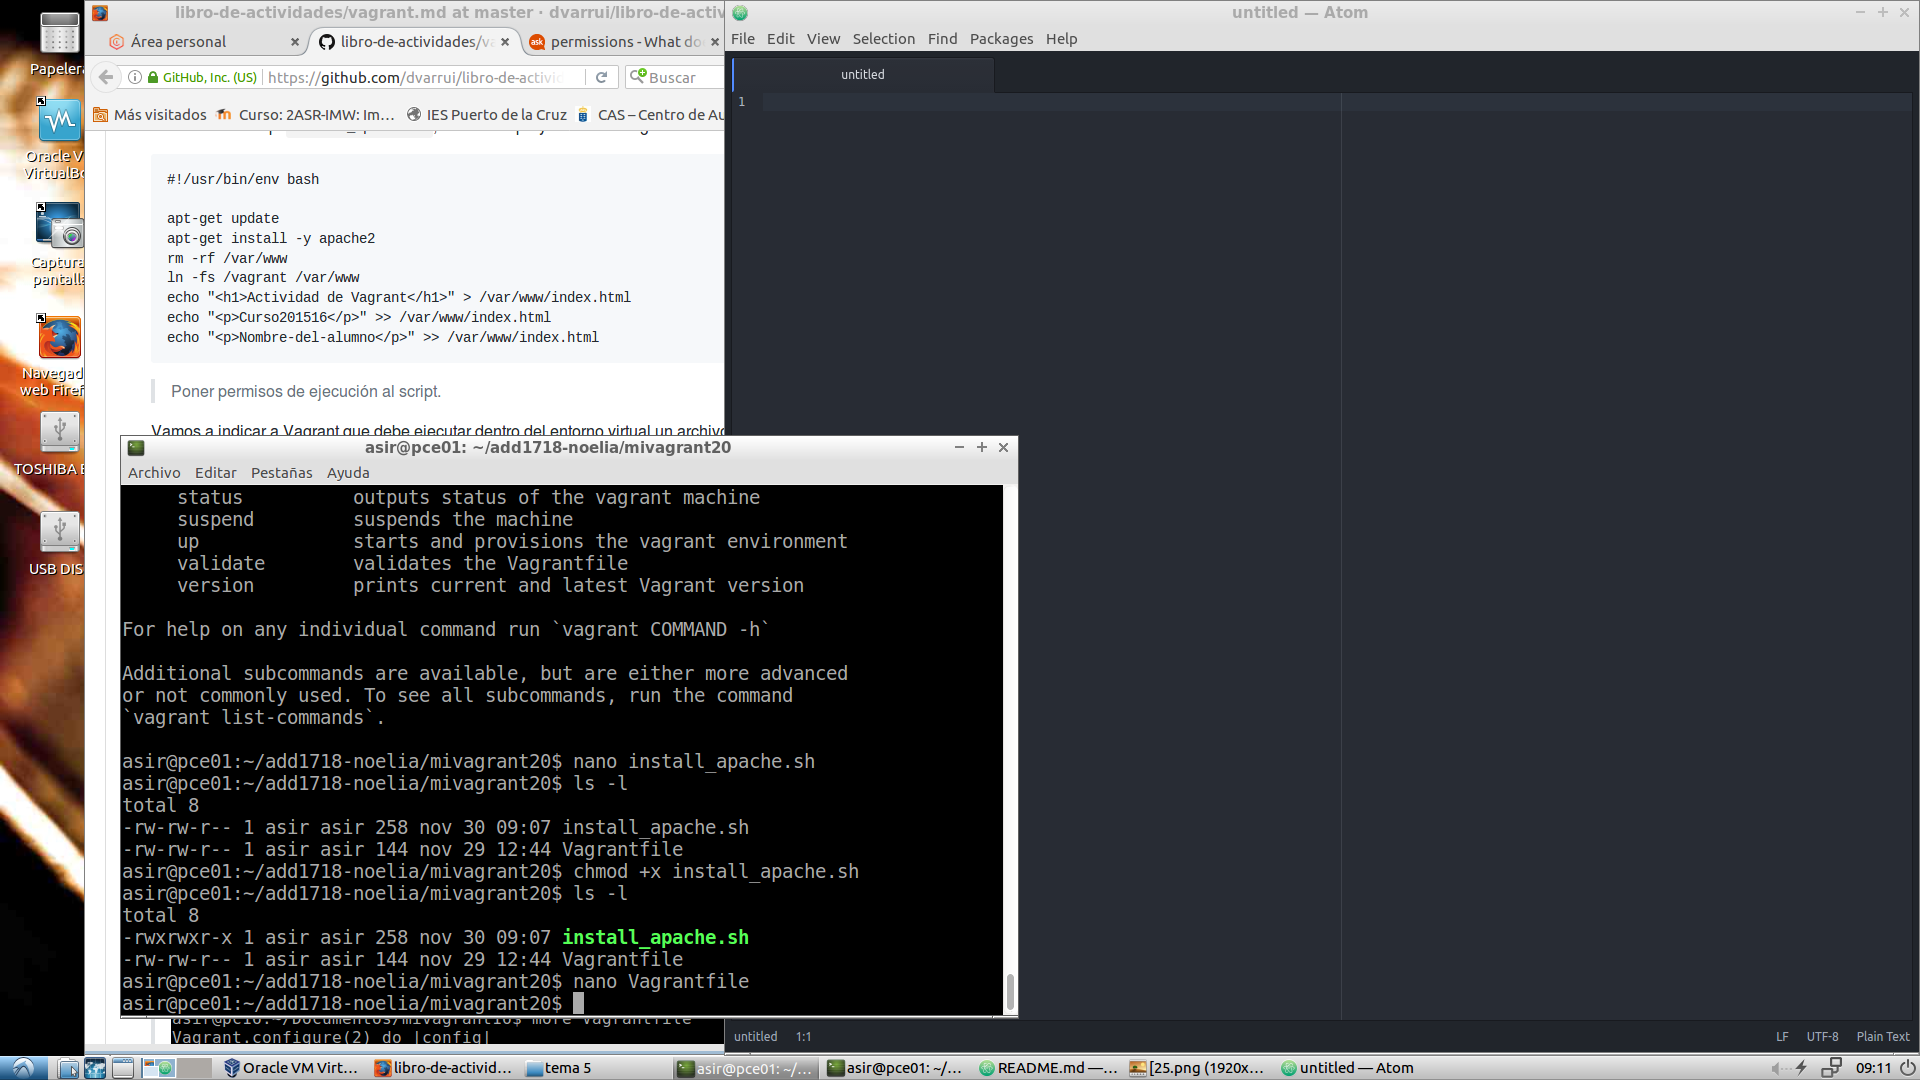 Papelera
Oracle V
VirtualB
Captura
pantall
Navegad
web Firef
TOSHIBA
USB DIS
libro-de-actividades/vagrant.md at master · dvarrui/libro-de-activ
Área personal
libro-de-actividades/v
permissions - What do
GitHub, Inc. (US)
https://github.com/dvarrui/libro-de-activid
Buscar
Más visitados
Curso: 2ASR-IMW: Im...
IES Puerto de la Cruz
CAS – Centro de Au
#!/usr/bin/env bash
apt-get update
apt-get install -y apache2
rm -rf /var/www
ln -fs /vagrant /var/www
echo "<h1>Actividad de Vagrant</h1>" > /var/www/index.html
echo "<p>Curso201516</p>" >> /var/www/index.html
echo "<p>Nombre-del-alumno</p>" >> /var/www/index.html
Poner permisos de ejecución al script.
Vamos a indicar a Vagrant que debe ejecutar dentro del entorno virtual un archivo
asir@pce01: ~/add1718-noelia/mivagrant20
Archivo Editar Pestañas Ayuda
status outputs status of the vagrant machine
suspend suspends the machine
up starts and provisions the vagrant environment
validate validates the Vagrantfile
version prints current and latest Vagrant version
For help on any individual command run `vagrant COMMAND -h`
Additional subcommands are available, but are either more advanced
or not commonly used. To see all subcommands, run the command
`vagrant list-commands`.
asir@pce01:~/add1718-noelia/mivagrant20$ nano install_apache.sh
asir@pce01:~/add1718-noelia/mivagrant20$ ls -l
total 8
-rw-rw-r-- 1 asir asir 258 nov 30 09:07 install_apache.sh
-rw-rw-r-- 1 asir asir 144 nov 29 12:44 Vagrantfile
asir@pce01:~/add1718-noelia/mivagrant20$ chmod +x install_apache.sh
asir@pce01:~/add1718-noelia/mivagrant20$ ls -l
total 8
-rwxrwxr-x 1 asir asir 258 nov 30 09:07 install_apache.sh
-rw-rw-r-- 1 asir asir 144 nov 29 12:44 Vagrantfile
asir@pce01:~/add1718-noelia/mivagrant20$ nano Vagrantfile
asir@pce01:~/add1718-noelia/mivagrant20$
Vagrant.configure(2) do |config|
untitled — Atom
File Edit View Selection Find Packages Help
untitled
1
untitled 1:1
LF UTF-8 Plain Text
Oracle VM Virt...
libro-de-activid...
tema 5
asir@pce01: ~/...
asir@pce01: ~/...
README.md —...
[25.png (1920x...
untitled — Atom
09:11